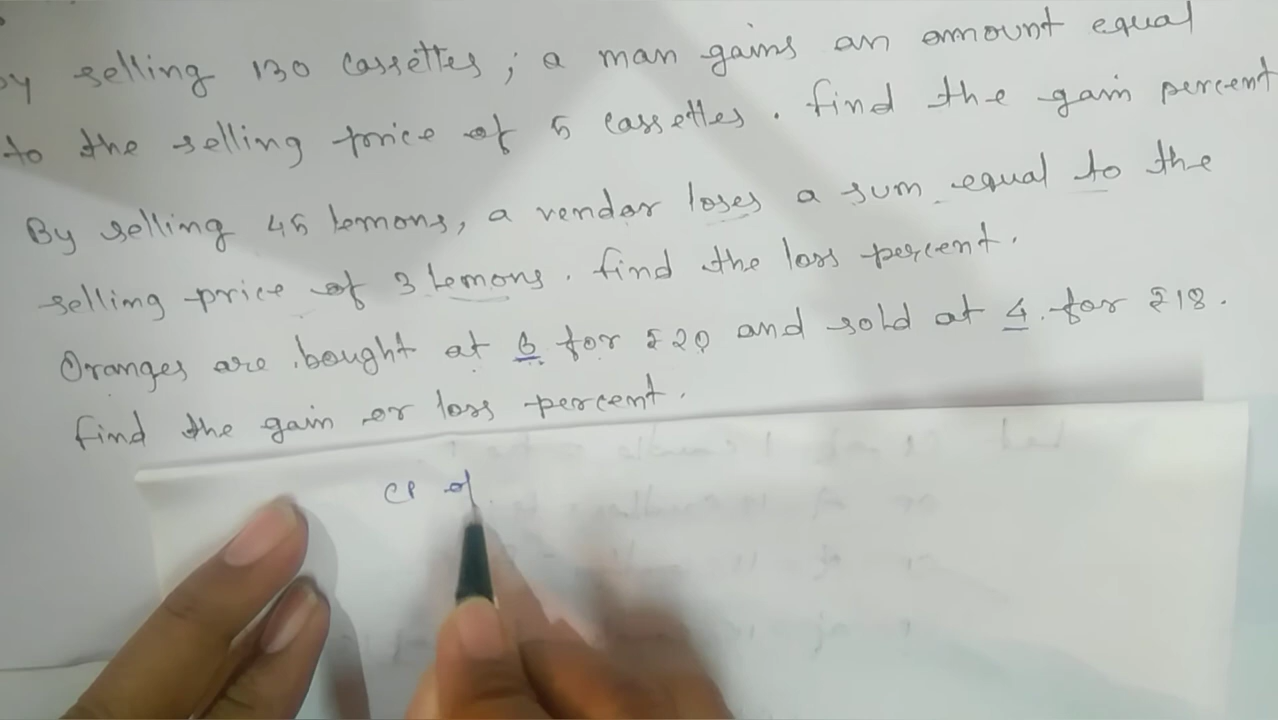 By selling 130 cassettes; a man gains an amount equal
to the selling price of 5 cassettes. find the gain percent
By selling 45 lemons, a vendor loses a sum equal to the
selling price of 3 lemons. find the loss percent.
Oranges are bought at 6 for ₹20 and sold at 4 for ₹18.
find the gain or loss percent.
CP of